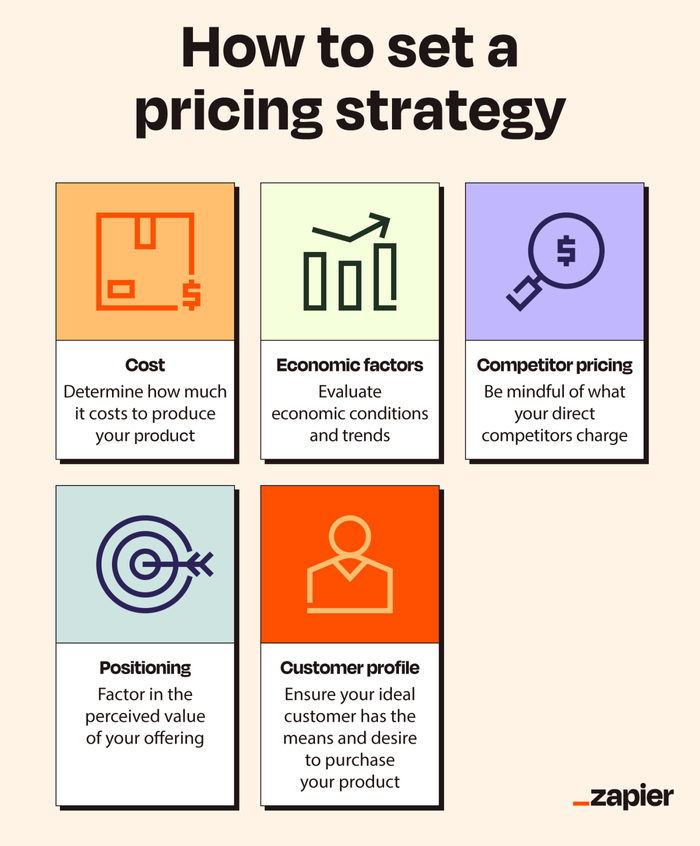 How to set a
pricing strategy
$
$
Cost
Determine how much
it costs to produce
your product
Economic factors
Evaluate
economic conditions
and trends
Competitor pricing
Be mindful of what
your direct
competitors charge
Positioning
Factor in the
perceived value
of your offering
Customer profile
Ensure your ideal
customer has the
means and desire
to purchase
your product
_zapier